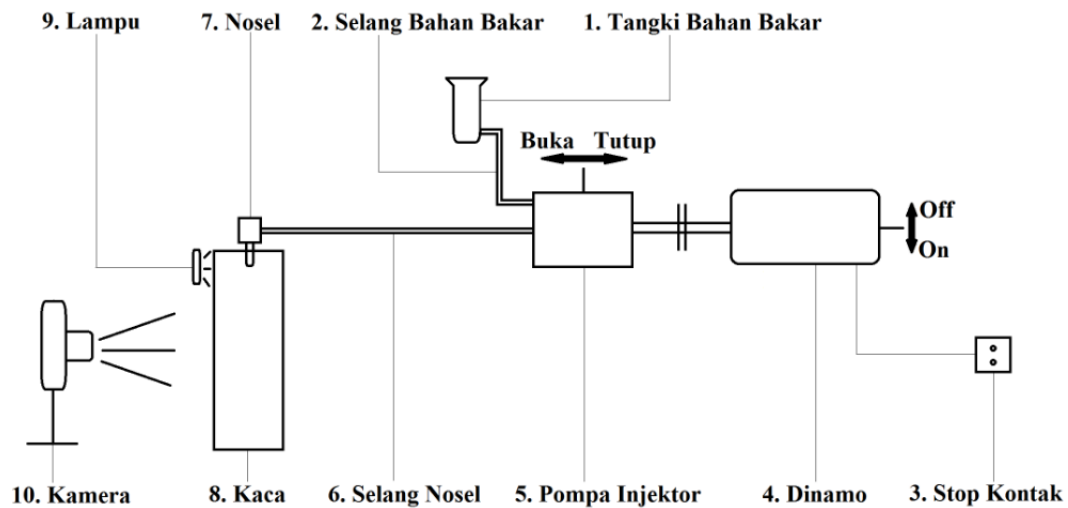 9. Lampu
7. Nosel
2. Selang Bahan Bakar
1. Tangki Bahan Bakar
Buka
Tutup
Off
On
10. Kamera
8. Kaca
6. Selang Nosel
5. Pompa Injektor
4. Dinamo
3. Stop Kontak